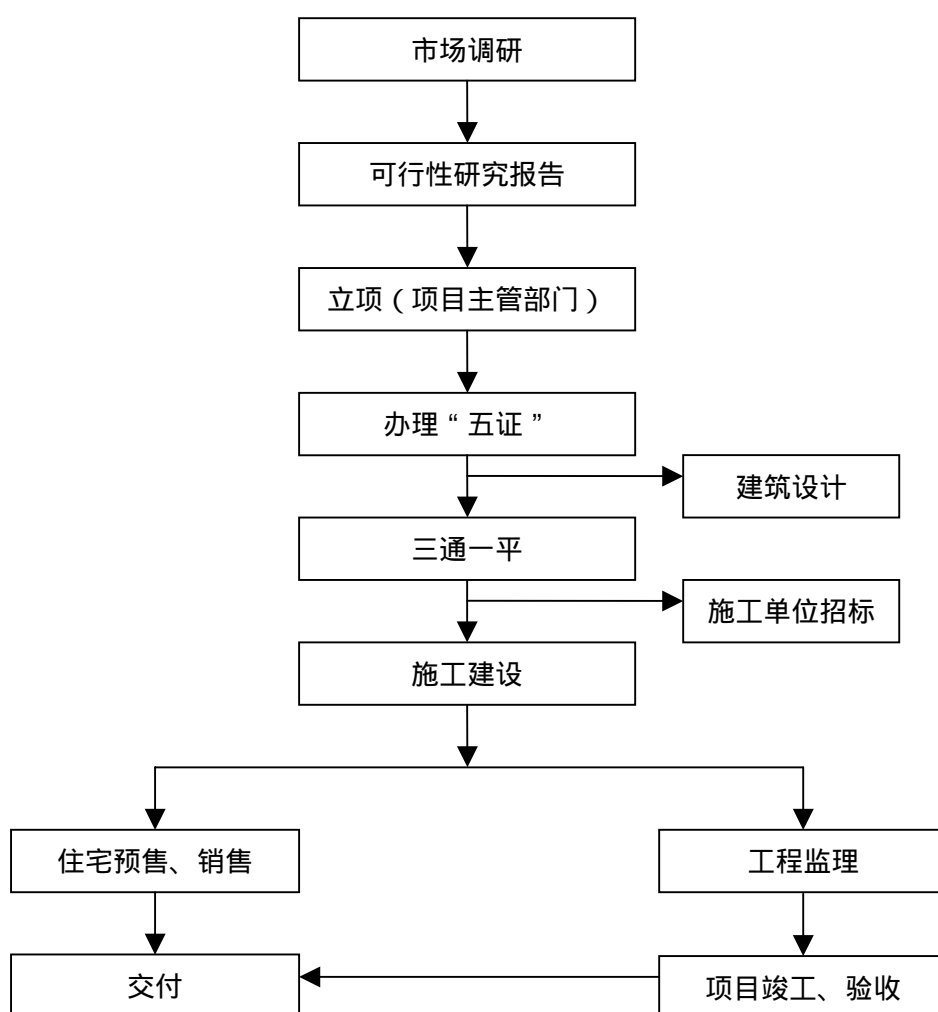 市场调研
可行性研究报告
立项（项目主管部门）
办理“五证”
建筑设计
三通一平
施工单位招标
施工建设
住宅预售、销售
工程监理
交付
项目竣工、验收